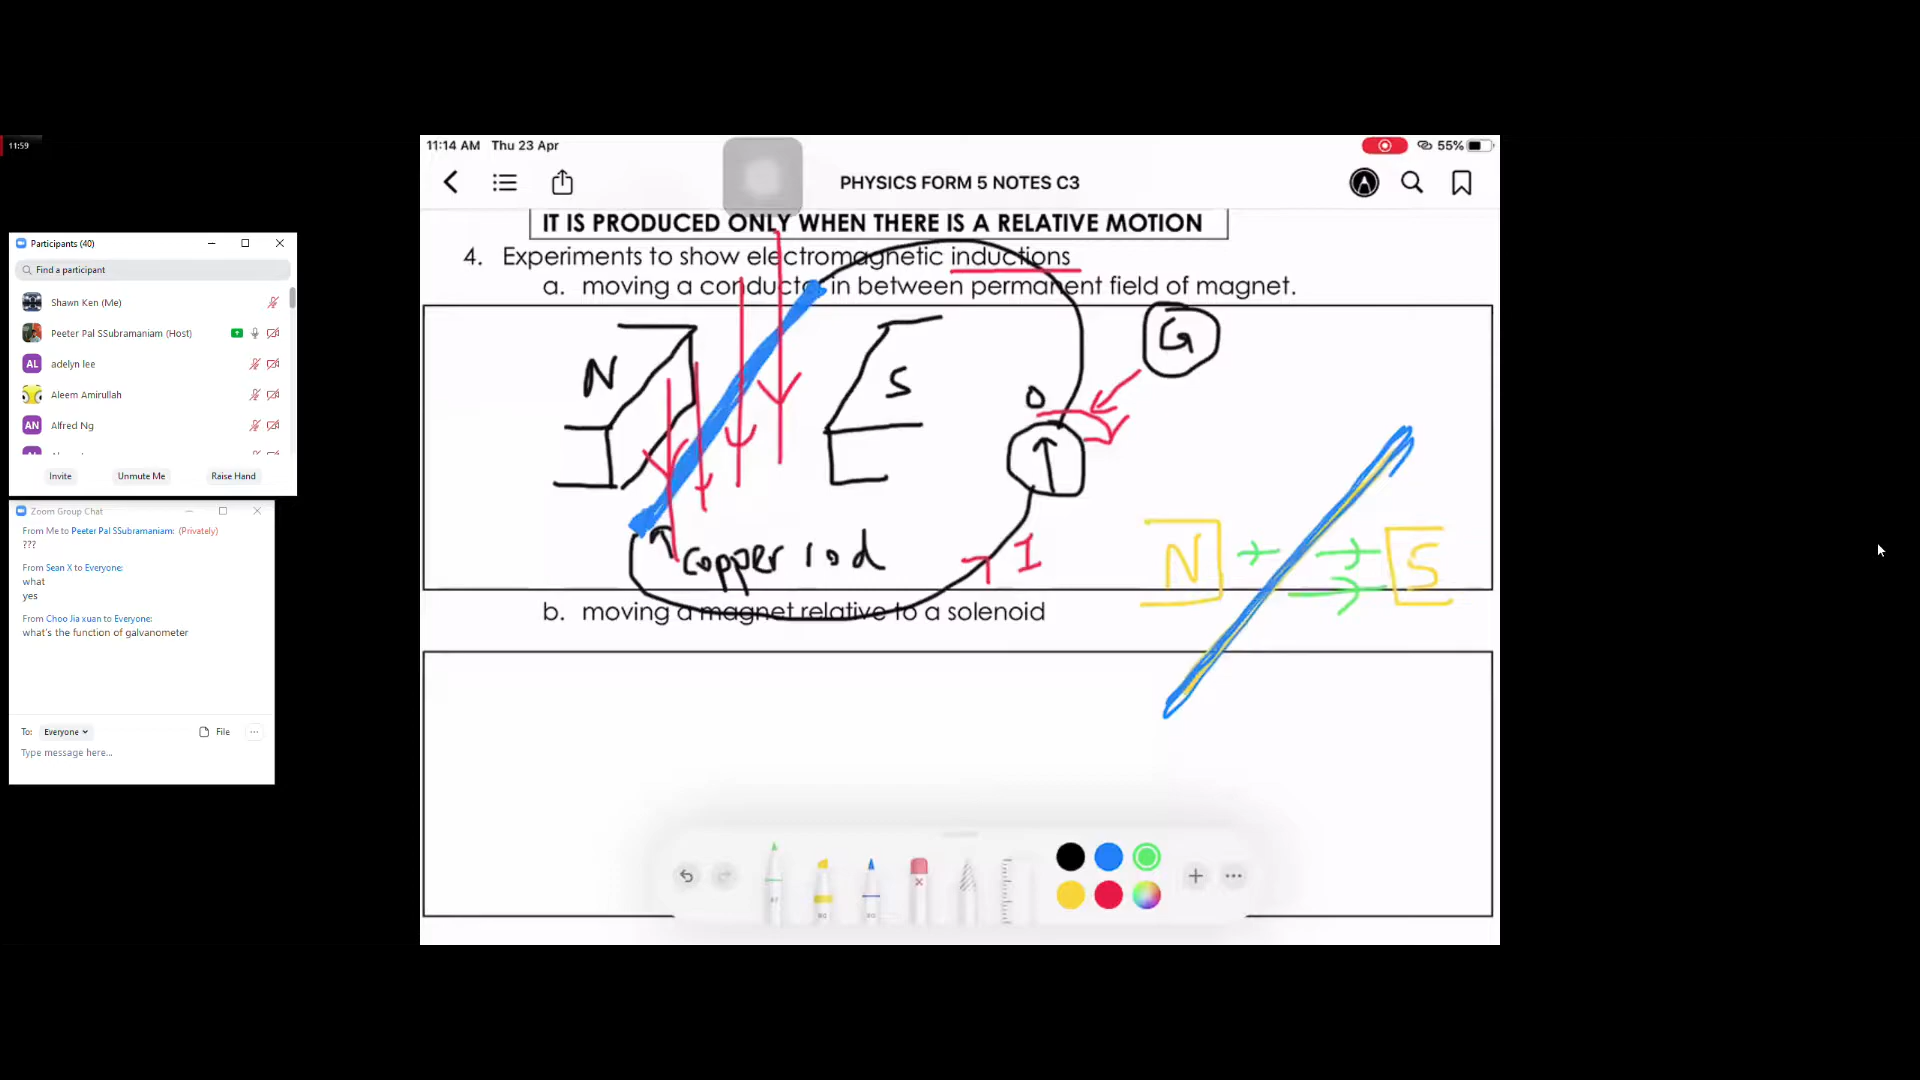 11:59
Participants (40)
Find a participant
Shawn Ken (Me)
Peeter Pal SSubramaniam (Host)
AL adelyn lee
Aleem Amirullah
AN Alfred Ng
Invite Unmute Me Raise Hand
Zoom Group Chat
From Me to Peeter Pal SSubramaniam: (Privately)
???
From Sean X to Everyone:
what
yes
From Choo Jia xuan to Everyone:
what's the function of galvanometer
To: Everyone File
Type message here...
11:14 AM Thu 23 Apr 55%
PHYSICS FORM 5 NOTES C3
IT IS PRODUCED ONLY WHEN THERE IS A RELATIVE MOTION
4. Experiments to show electromagnetic inductions
a. moving a conductor in between permanent field of magnet.
N S G
0
copper rod I
N S
b. moving a magnet relative to a solenoid